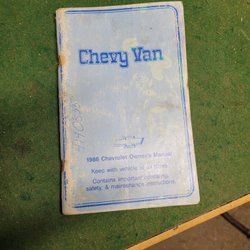 Chevy Van
1986 Chevrolet Owner's Manual
Keep with vehicle at all times
Contains important operating,
safety & maintenance instructions